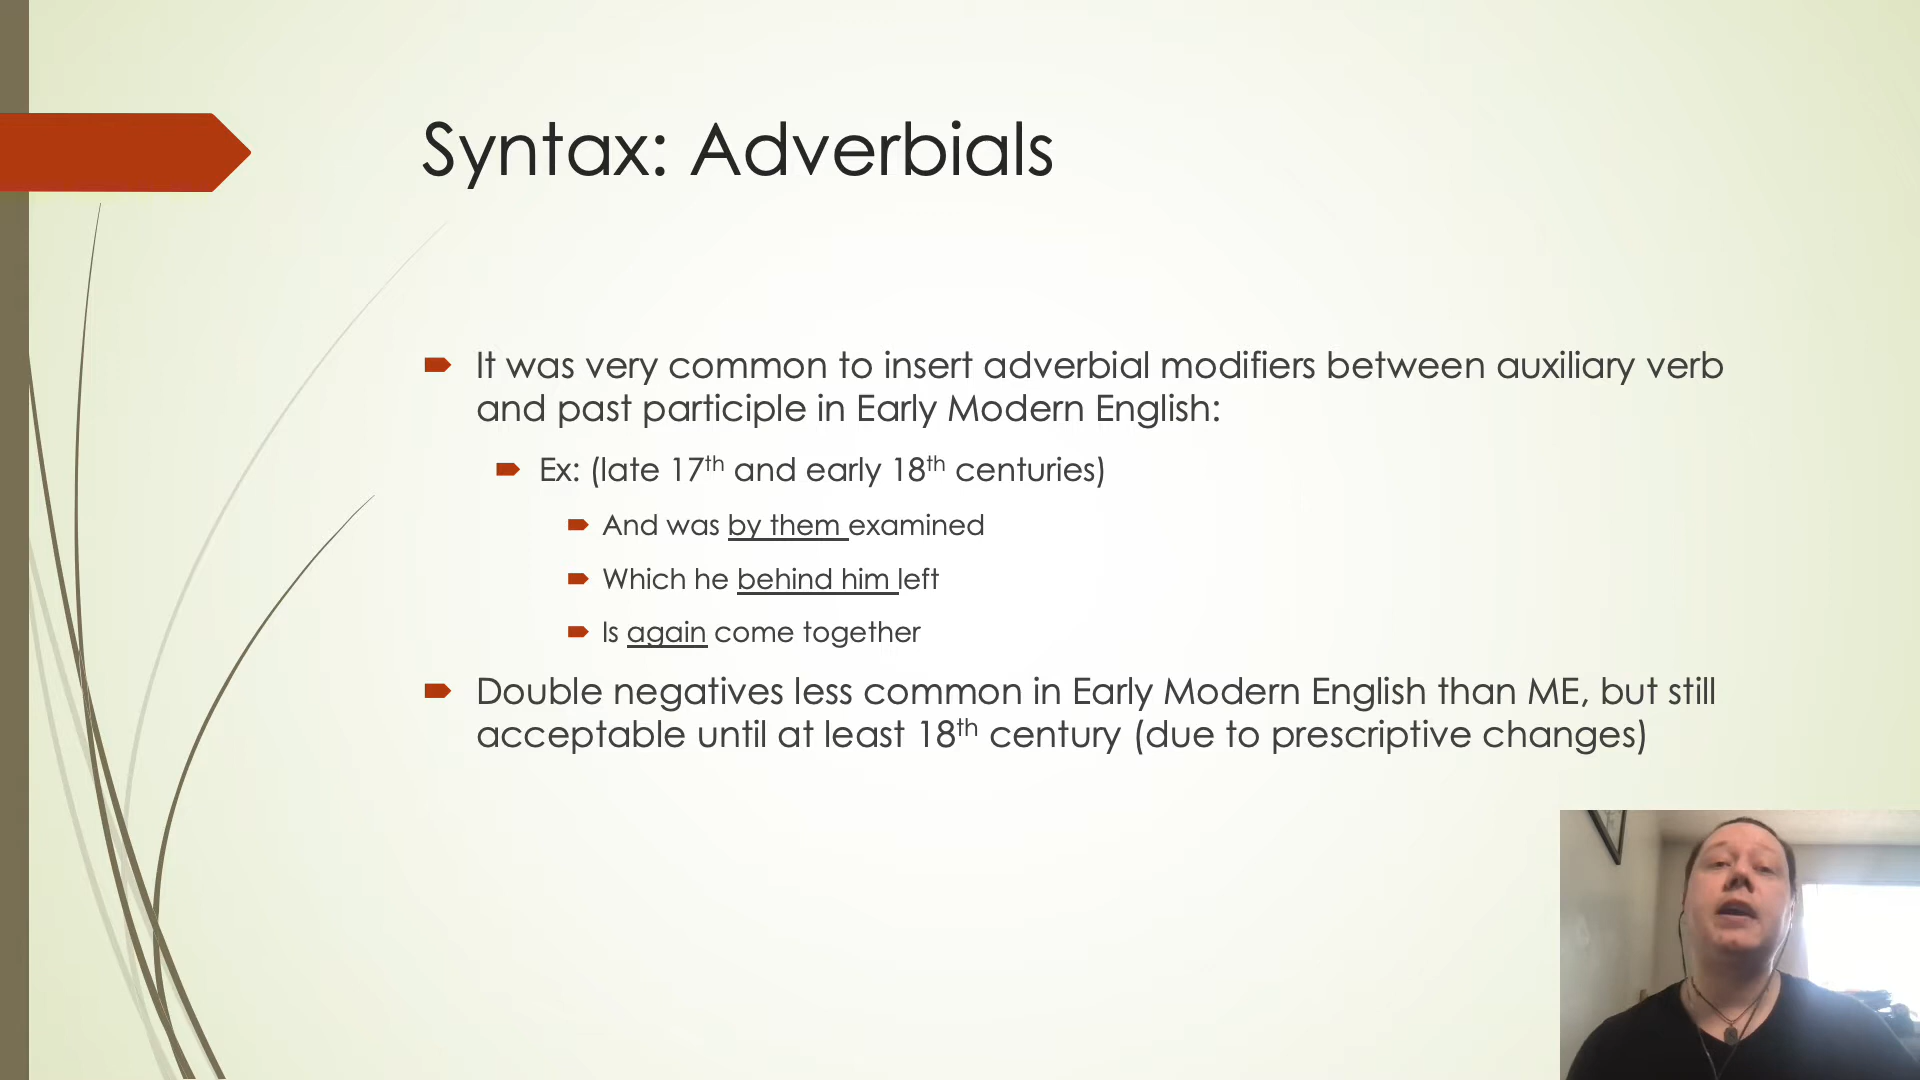 Syntax: Adverbials
It was very common to insert adverbial modifiers between auxiliary verb
and past participle in Early Modern English:
Ex: (late 17th and early 18th centuries)
And was by them examined
Which he behind him left
Is again come together
Double negatives less common in Early Modern English than ME, but still
acceptable until at least 18th century (due to prescriptive changes)